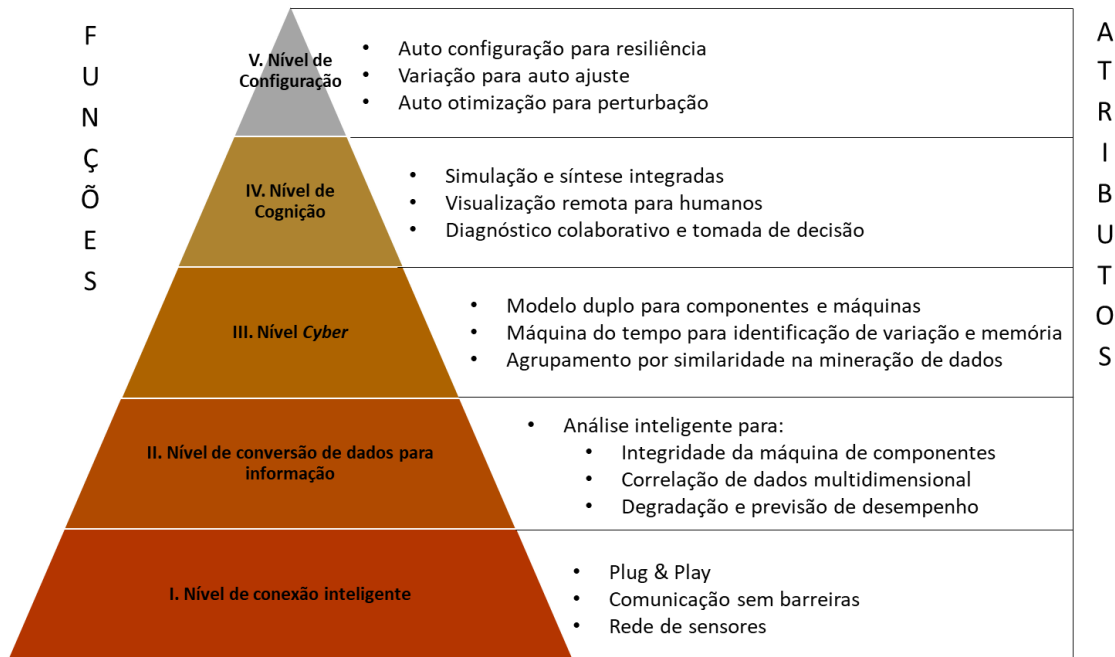 FUNÇÕES
ATRIBUTOS
V. Nível de
Configuração
• Auto configuração para resiliência
• Variação para auto ajuste
• Auto otimização para perturbação
IV. Nível de
Cognição
• Simulação e síntese integradas
• Visualização remota para humanos
• Diagnóstico colaborativo e tomada de decisão
III. Nível Cyber
• Modelo duplo para componentes e máquinas
• Máquina do tempo para identificação de variação e memória
• Agrupamento por similaridade na mineração de dados
II. Nível de conversão de dados para
informação
• Análise inteligente para:
• Integridade da máquina de componentes
• Correlação de dados multidimensional
• Degradação e previsão de desempenho
I. Nível de conexão inteligente
• Plug & Play
• Comunicação sem barreiras
• Rede de sensores